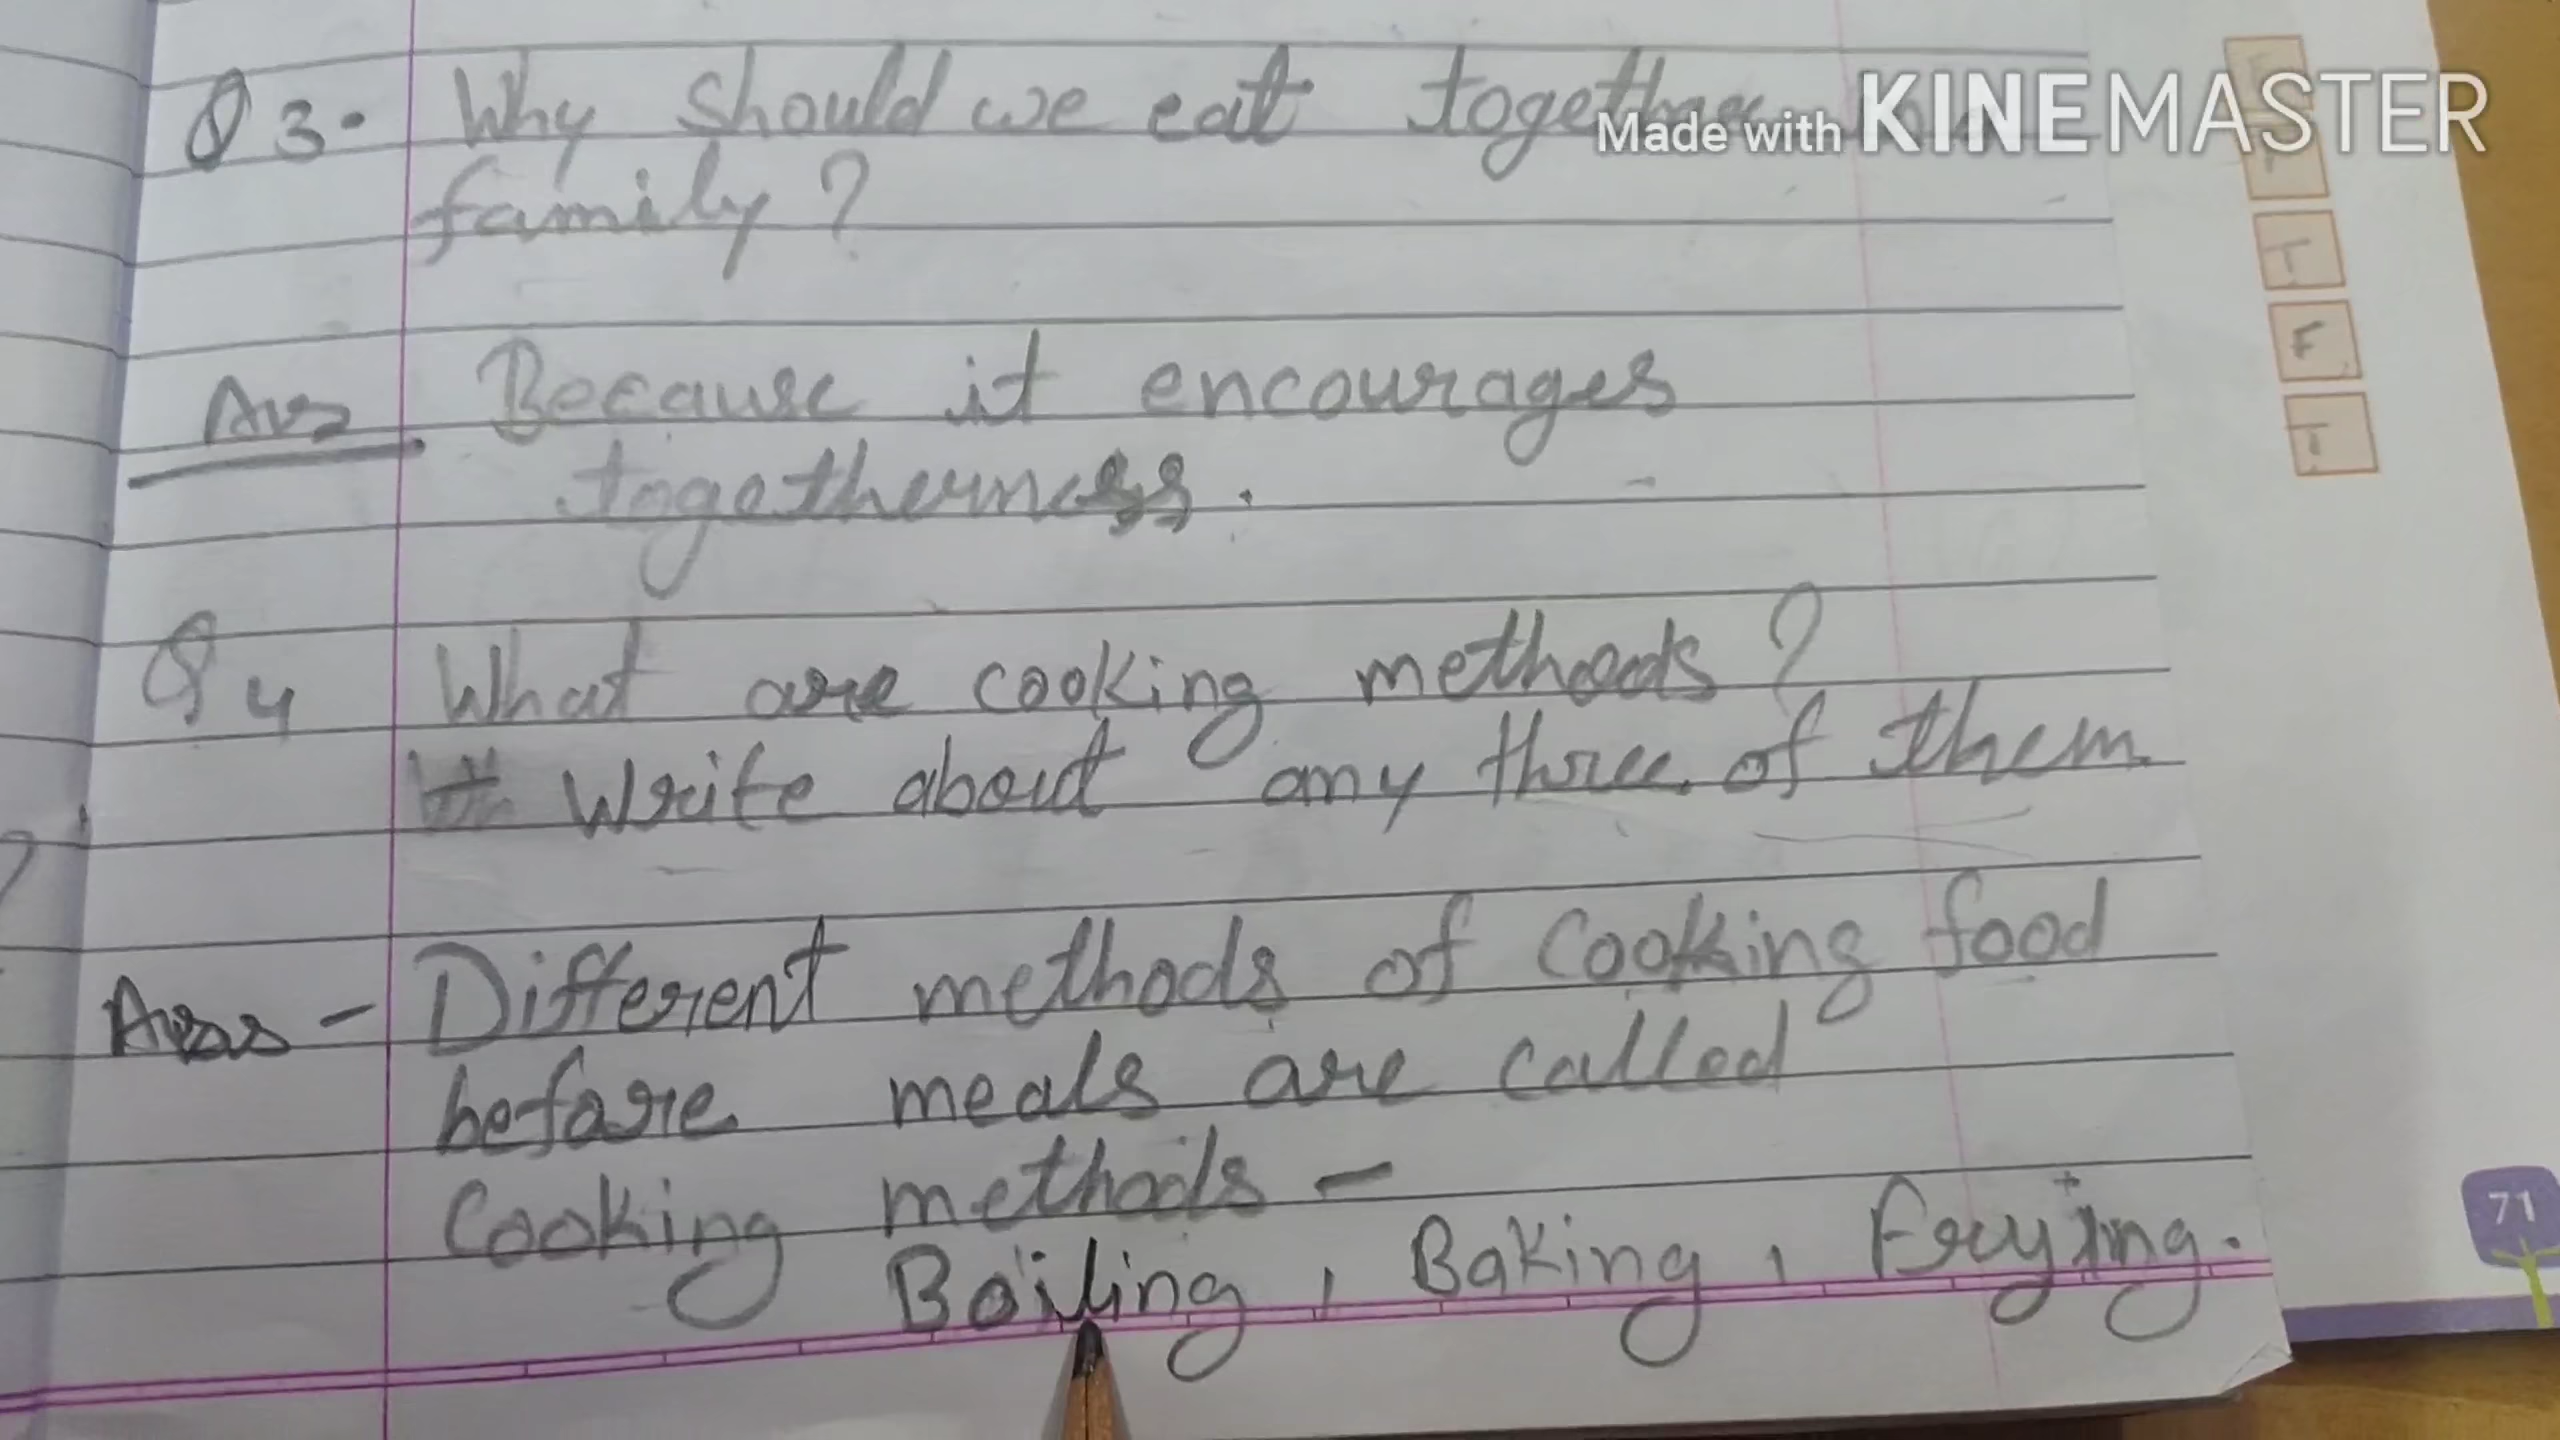 Q 3. Why should we eat together
family?
Ans Because it encourages
togetherness.
Q 4 What are cooking methods?
Write about any three of them
Ans - Different methods of cooking food
before meals are called
Cooking methods -
Boiling, Baking, Frying.
Made with KINEMASTER
T
F
T
71